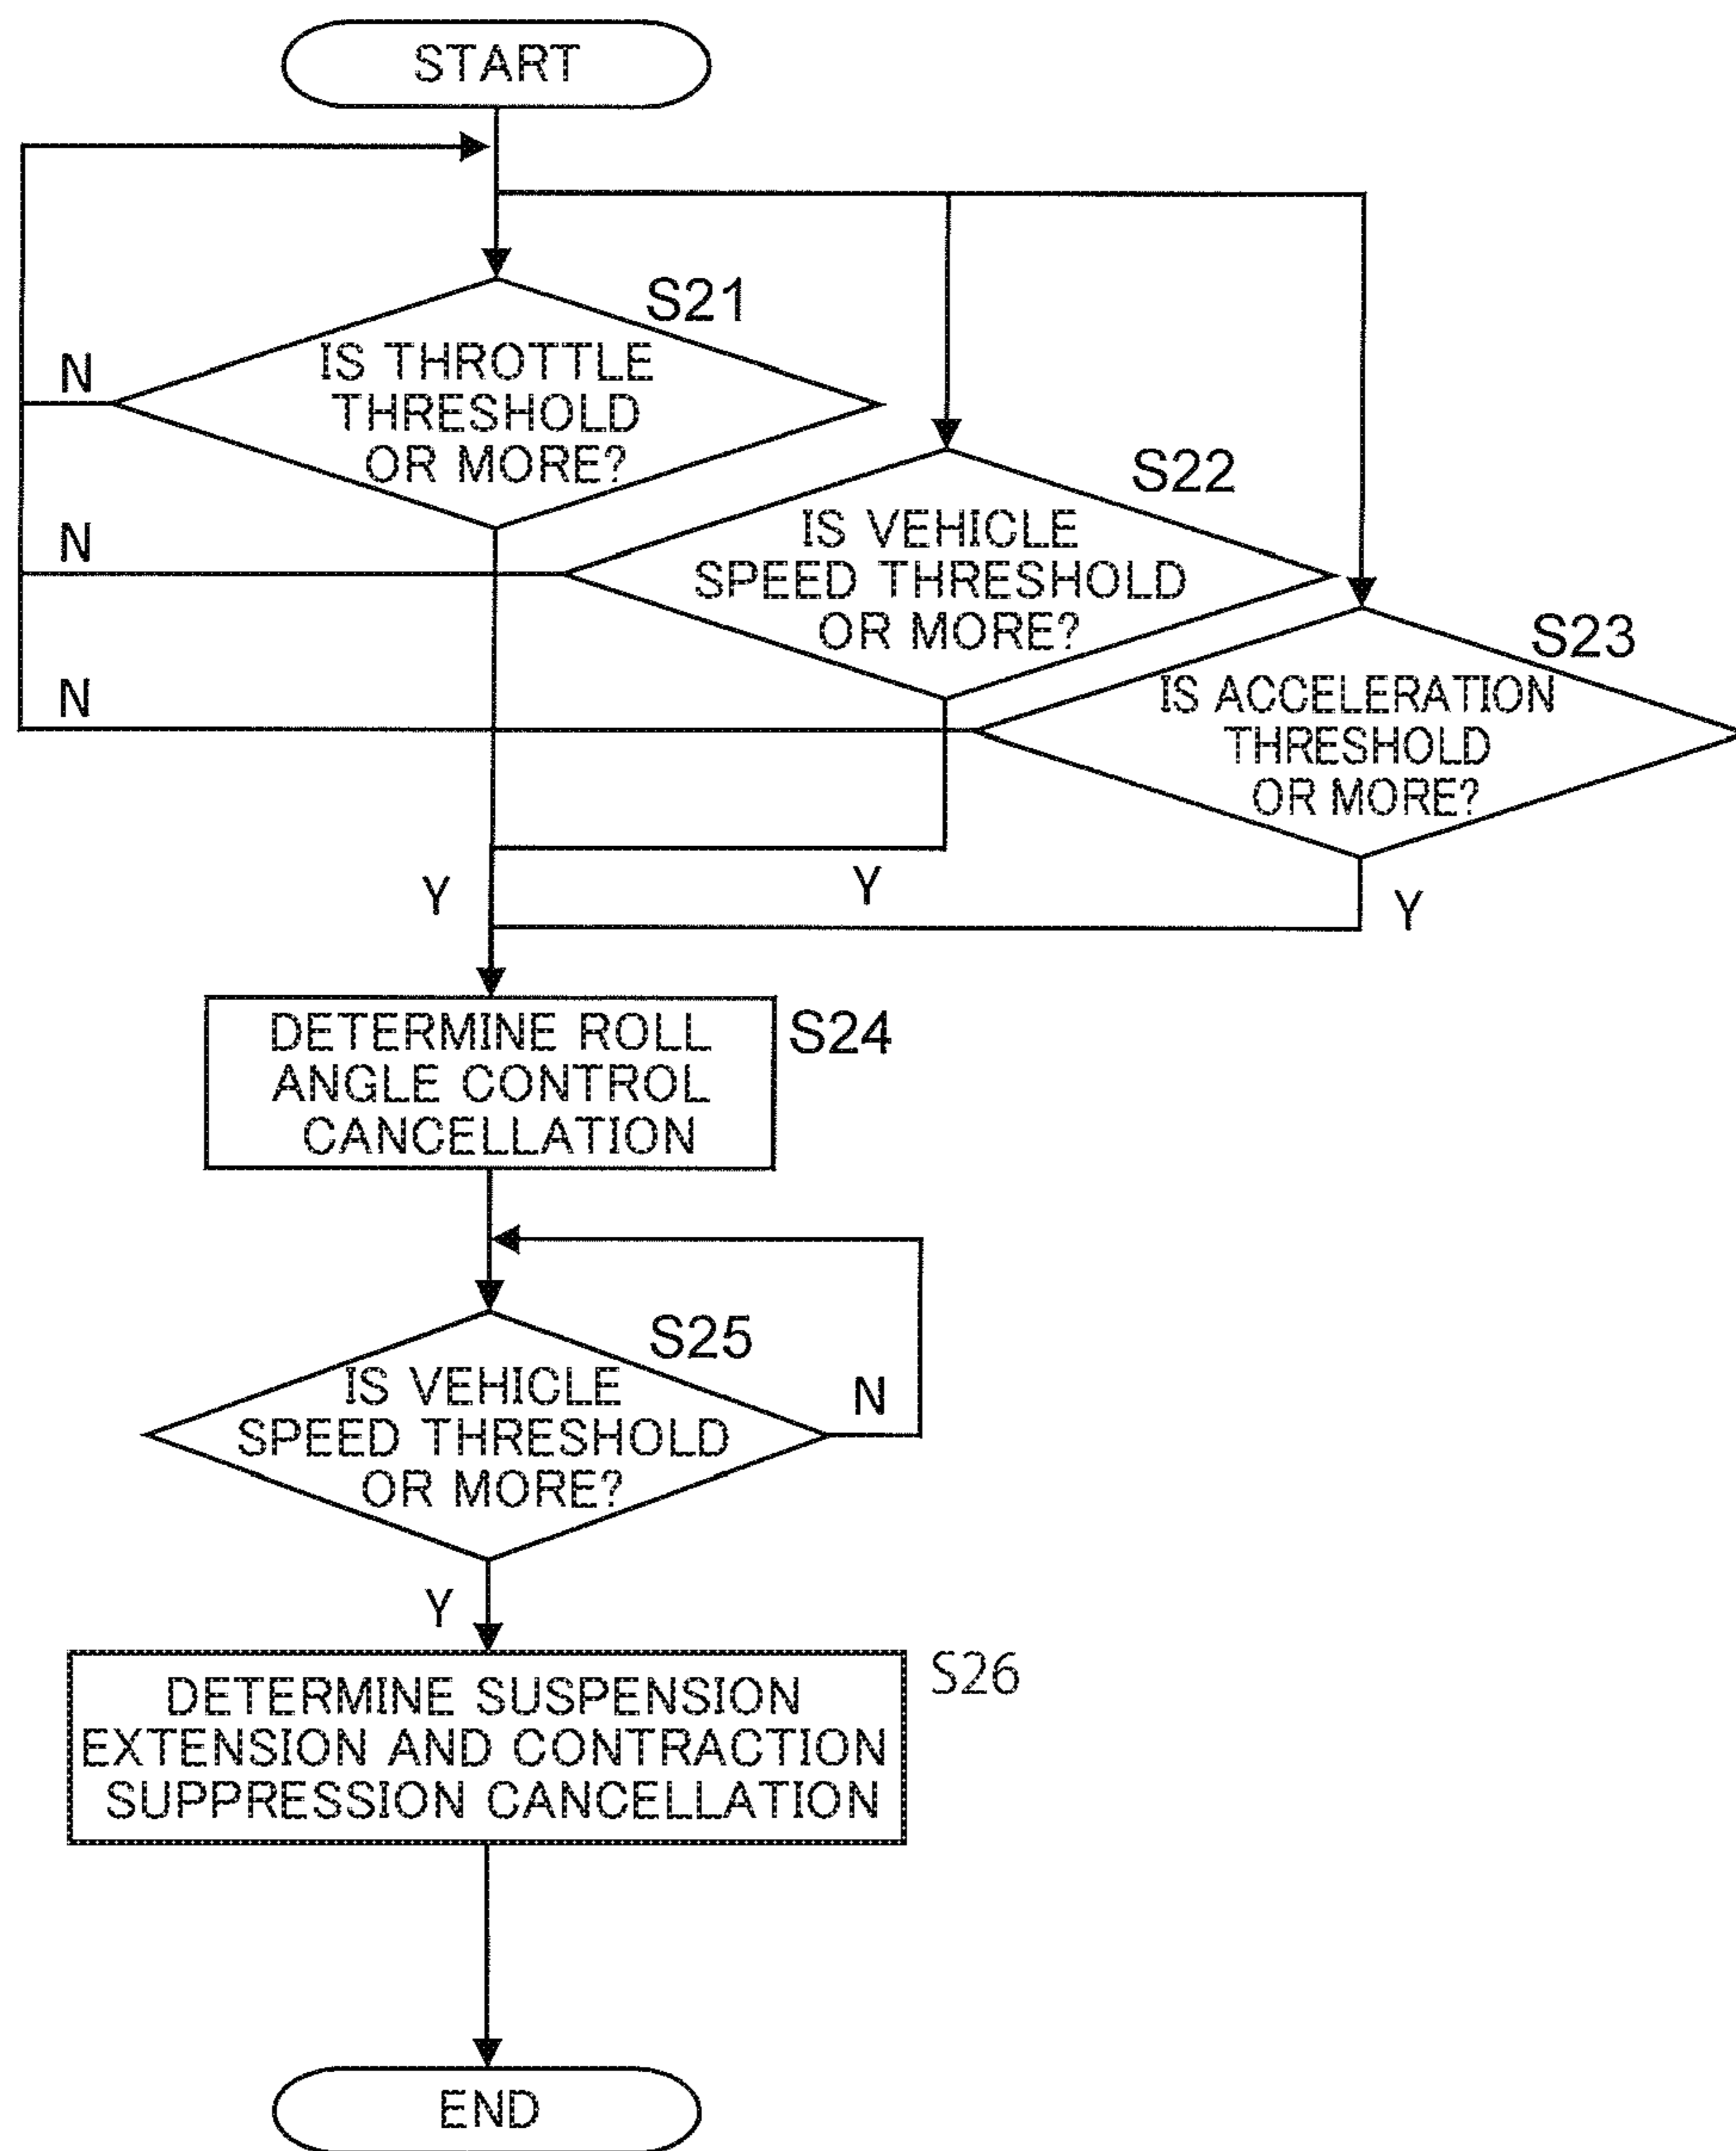 START
S21
N
IS THROTTLE
THRESHOLD
OR MORE?
S22
N
IS VEHICLE
SPEED THRESHOLD
OR MORE?
S23
N
IS ACCELERATION
THRESHOLD
OR MORE?
Y
Y
Y
DETERMINE ROLL
ANGLE CONTROL
CANCELLATION
S24
S25
IS VEHICLE
SPEED THRESHOLD
OR MORE?
N
Y
DETERMINE SUSPENSION
EXTENSION AND CONTRACTION
SUPPRESSION CANCELLATION
S26
END